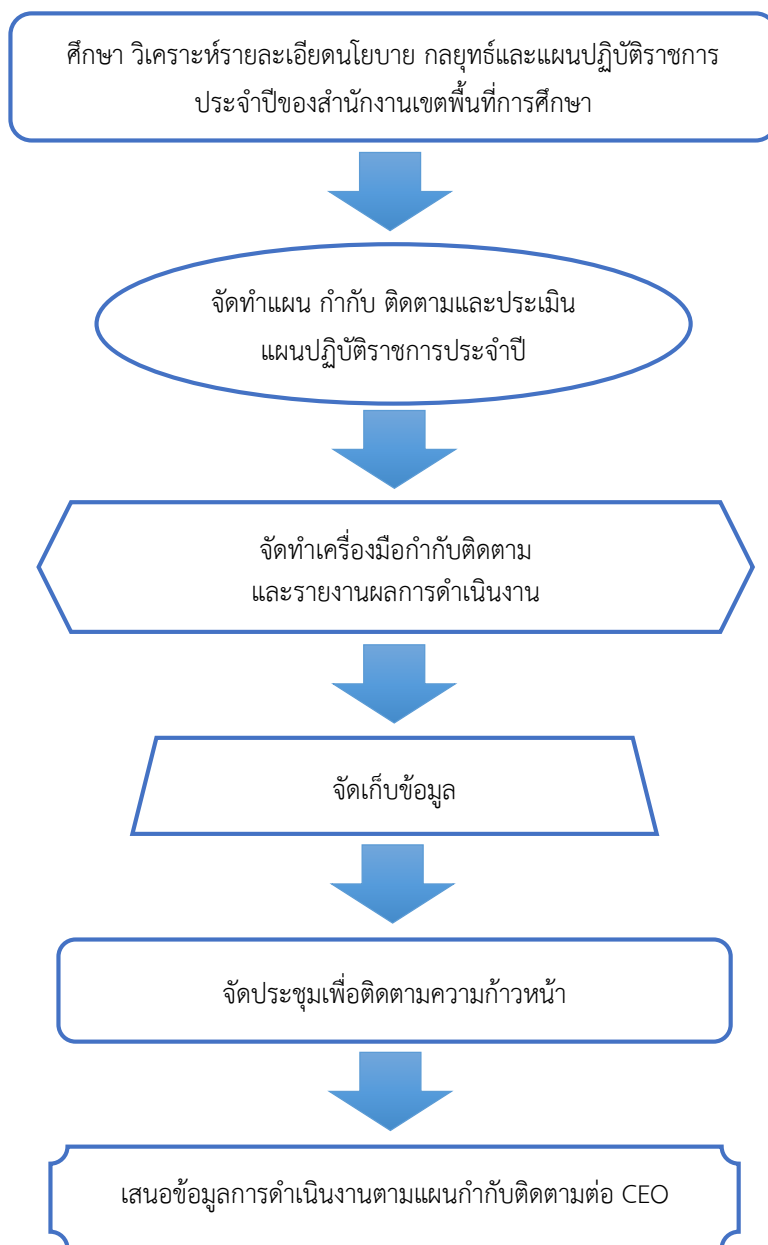 ศึกษา วิเคราะห์รายละเอียดนโยบาย กลยุทธ์และแผนปฏิบัติราชการ
ประจำปีของสำนักงานเขตพื้นที่การศึกษา
จัดทำแผน กำกับ ติดตามและประเมิน
แผนปฏิบัติราชการประจำปี
จัดทำเครื่องมือกำกับติดตาม
และรายงานผลการดำเนินงาน
จัดเก็บข้อมูล
จัดประชุมเพื่อติดตามความก้าวหน้า
เสนอข้อมูลการดำเนินงานตามแผนกำกับติดตามต่อ CEO